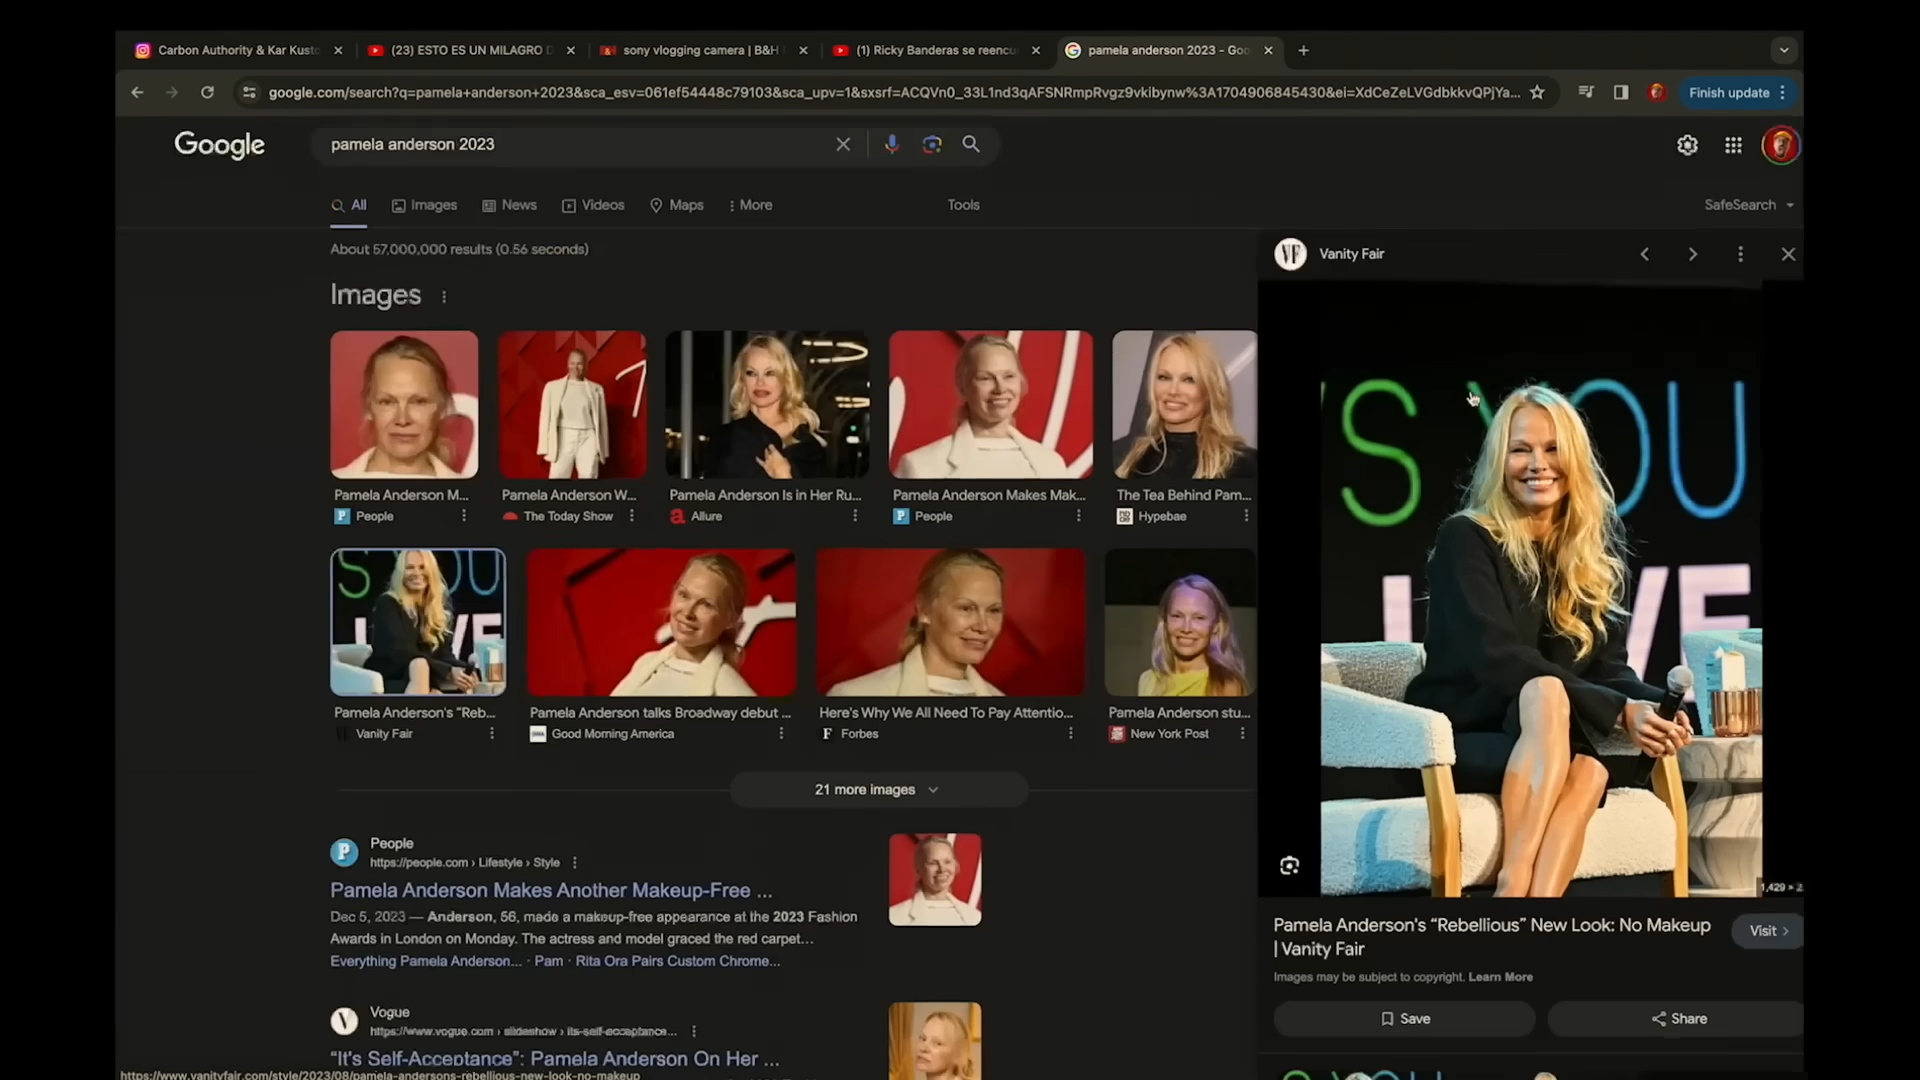 Carbon Authority & Kar Kusto
(23) ESTO ES UN MILAGRO D
sony vlogging camera | B&H
(1) Ricky Banderas se reencu
pamela anderson 2023 - Goo
google.com/search?q=pamela+anderson+2023&sca_esv=061ef54448c79103&sca_upv=1&sxsrf=ACQVn0_33L1nd3qAFSNRmpRvgz9vkibynw%3A1704906845430&ei=XdCeZeLVGdbkkvQPjYa...
Finish update
Google
pamela anderson 2023
All
Images
News
Videos
Maps
More
Tools
SafeSearch
About 57,000,000 results (0.56 seconds)
Images
Pamela Anderson M...
People
Pamela Anderson W...
The Today Show
Pamela Anderson Is in Her Ru...
Allure
Pamela Anderson Makes Mak...
People
The Tea Behind Pam...
Hypebae
Pamela Anderson's "Reb...
Vanity Fair
Pamela Anderson talks Broadway debut ...
Good Morning America
Here's Why We All Need To Pay Attentio...
F Forbes
Pamela Anderson stu...
New York Post
21 more images
P People
https://people.com › Lifestyle › Style
Pamela Anderson Makes Another Makeup-Free ...
Dec 5, 2023 — Anderson, 56, made a makeup-free appearance at the 2023 Fashion
Awards in London on Monday. The actress and model graced the red carpet...
Everything Pamela Anderson... · Pam · Rita Ora Pairs Custom Chrome...
V Vogue
https://www.vogue.com › slideshow › its-self-acceptance...
"It's Self-Acceptance": Pamela Anderson On Her ...
https://www.vanityfair.com/style/2023/08/pamela-andersons-rebellious-new-look-no-makeup
VF Vanity Fair
'S YOU
Pamela Anderson's "Rebellious" New Look: No Makeup
| Vanity Fair
Visit
Images may be subject to copyright. Learn More
Save
Share